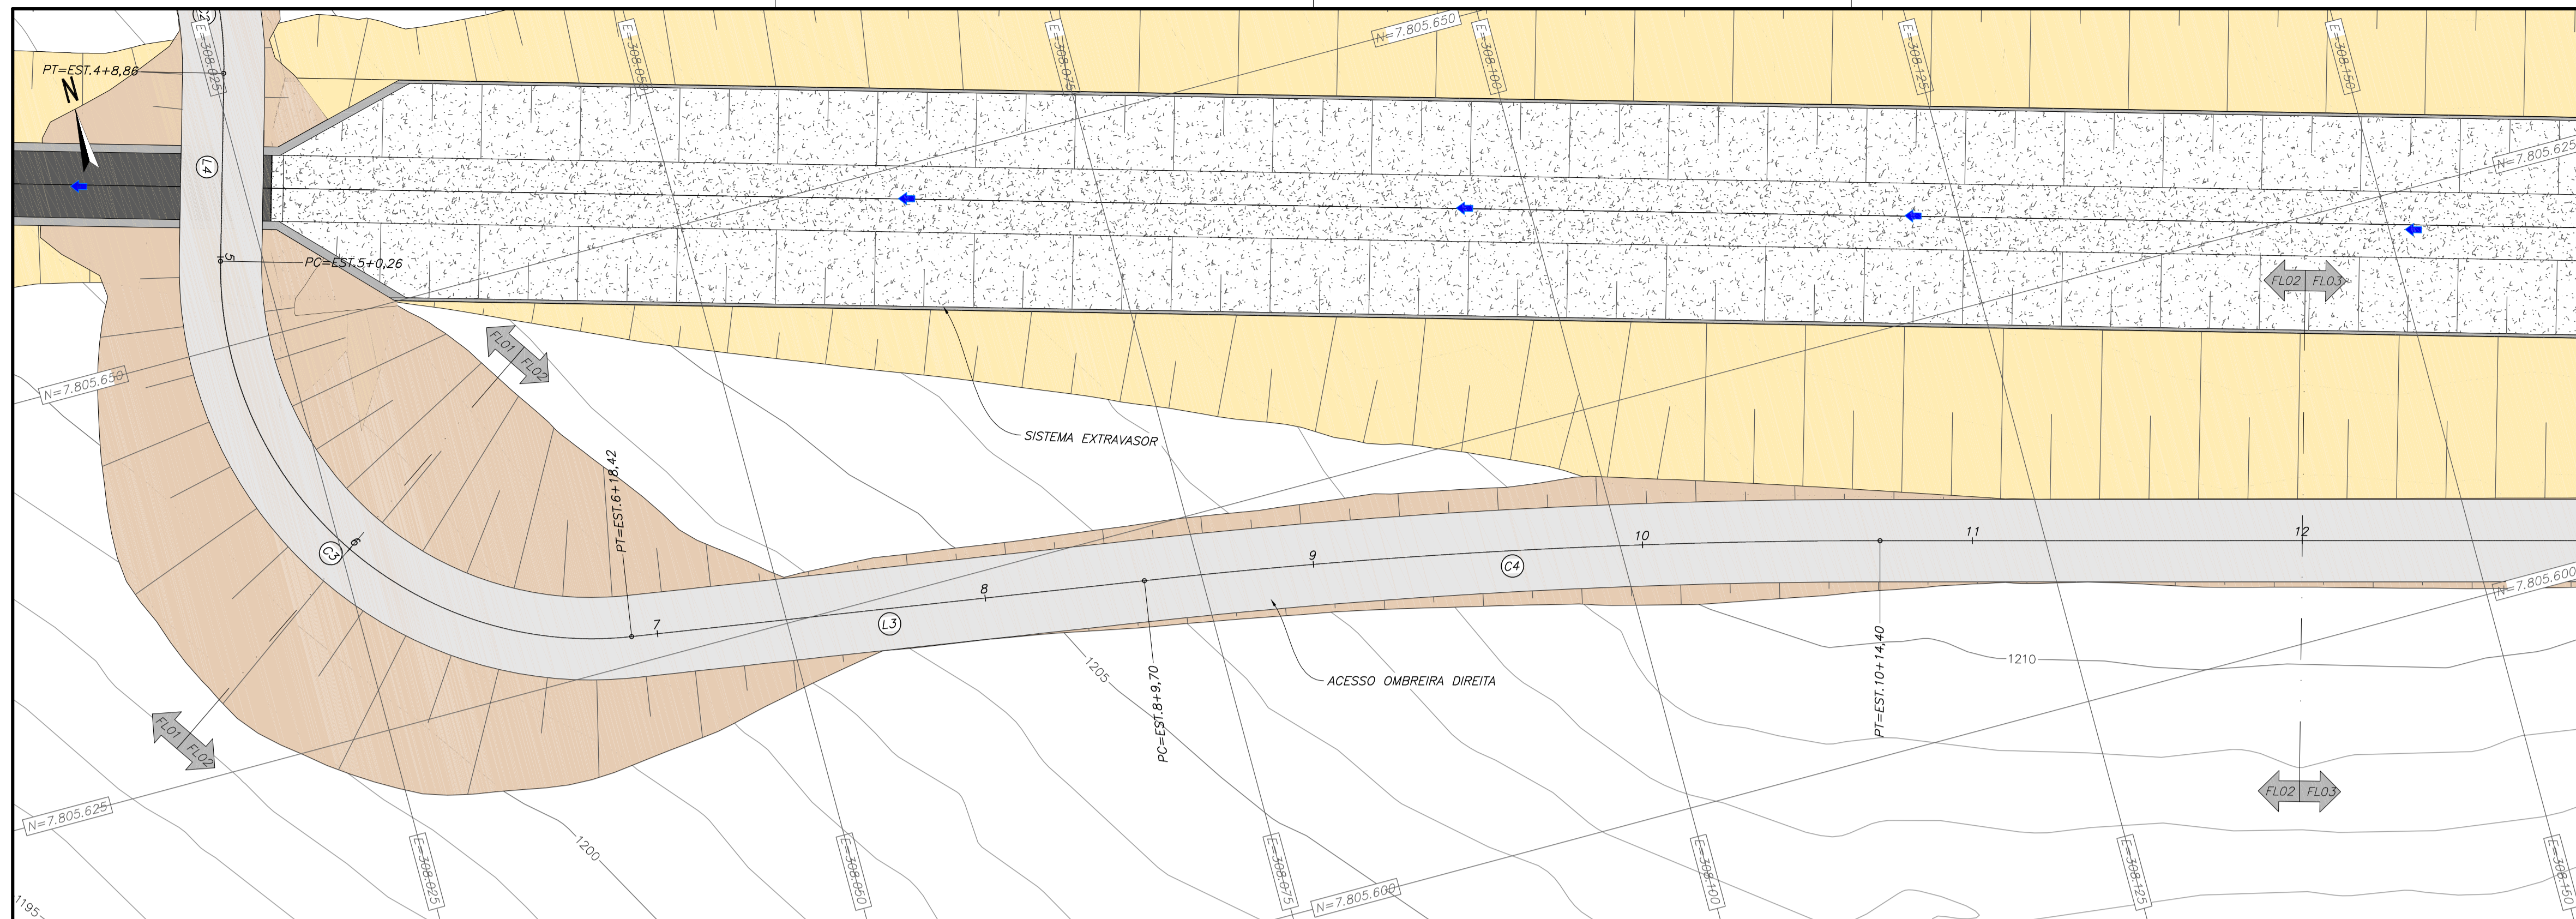 C2
E=308.025
E=308.050
E=308.075
N=7.805.650
E=308.100
E=308.125
E=308.150
PT=EST.4+8,86
N
L4
N=7.805.625
5
PC=EST.5+0,26
FL02 FL03
FL01 FL02
N=7.805.650
SISTEMA EXTRAVASOR
PT=EST.6+18,42
C3
6
7
L3
8
9
C4
10
11
12
N=7.805.600
PC=EST.8+9,70
1205
ACESSO OMBREIRA DIREITA
PT=EST.10+14,40
1210
FL01 FL02
FL02 FL03
N=7.805.625
1200
1195
E=308.025
E=308.050
E=308.075
N=7.805.600
E=308.100
E=308.125
E=308.150